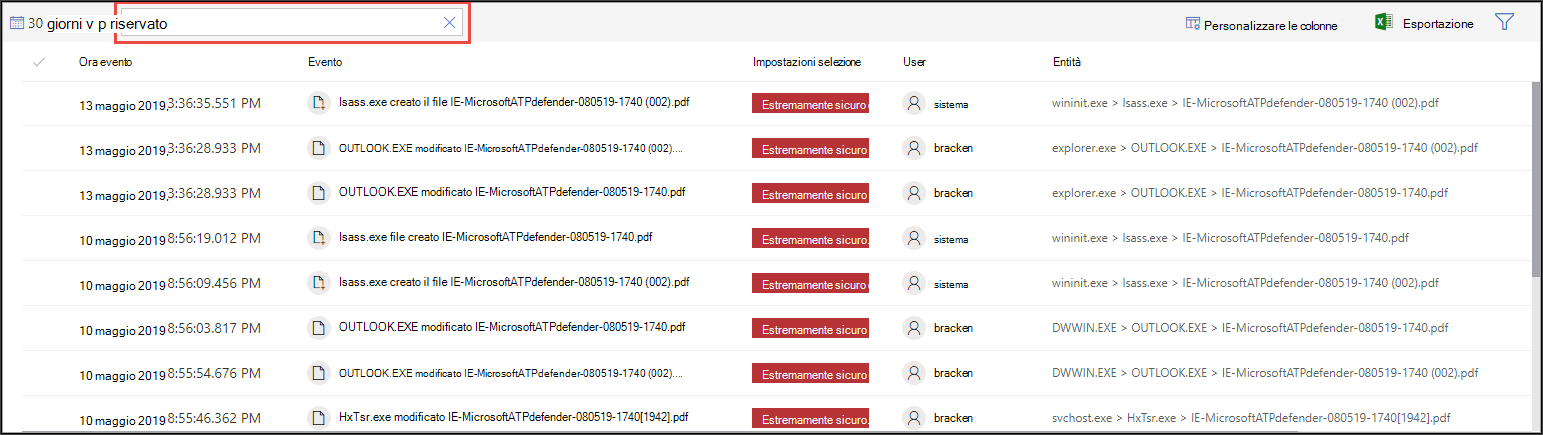 30 giorni v p riservato Personalizzare le colonne Esportazione
Ora evento Evento Impostazioni selezione User Entità
13 maggio 2019,3:36:35.551 PM lsass.exe creato il file IE-MicrosoftATPdefender-080519-1740 (002).pdf Estremamente sicuro sistema wininit.exe > lsass.exe > IE-MicrosoftATPdefender-080519-1740 (002).pdf
13 maggio 2019,3:36:28.933 PM OUTLOOK.EXE modificato IE-MicrosoftATPdefender-080519-1740 (002).... Estremamente sicuro bracken explorer.exe > OUTLOOK.EXE > IE-MicrosoftATPdefender-080519-1740 (002).pdf
13 maggio 2019,3:36:28.933 PM OUTLOOK.EXE modificato IE-MicrosoftATPdefender-080519-1740.pdf Estremamente sicuro bracken explorer.exe > OUTLOOK.EXE > IE-MicrosoftATPdefender-080519-1740.pdf
10 maggio 2019 8:56:19.012 PM lsass.exe file creato IE-MicrosoftATPdefender-080519-1740.pdf Estremamente sicuro. sistema wininit.exe > lsass.exe > IE-MicrosoftATPdefender-080519-1740.pdf
10 maggio 2019 8:56:09.456 PM lsass.exe creato il file IE-MicrosoftATPdefender-080519-1740 (002).pdf Estremamente sicuro sistema wininit.exe > lsass.exe > IE-MicrosoftATPdefender-080519-1740 (002).pdf
10 maggio 2019 8:56:03.817 PM OUTLOOK.EXE modificato IE-MicrosoftATPdefender-080519-1740.pdf Estremamente sicuro bracken DWWIN.EXE > OUTLOOK.EXE > IE-MicrosoftATPdefender-080519-1740.pdf
10 maggio 2019 8:55:54.676 PM OUTLOOK.EXE modificato IE-MicrosoftATPdefender-080519-1740 (002).... Estremamente sicuro bracken DWWIN.EXE > OUTLOOK.EXE > IE-MicrosoftATPdefender-080519-1740 (002).pdf
10 maggio 2019 8:55:46.362 PM HxTsr.exe modificato IE-MicrosoftATPdefender-080519-1740[1942].pdf Estremamente sicuro bracken svchost.exe > HxTsr.exe > IE-MicrosoftATPdefender-080519-1740[1942].pdf